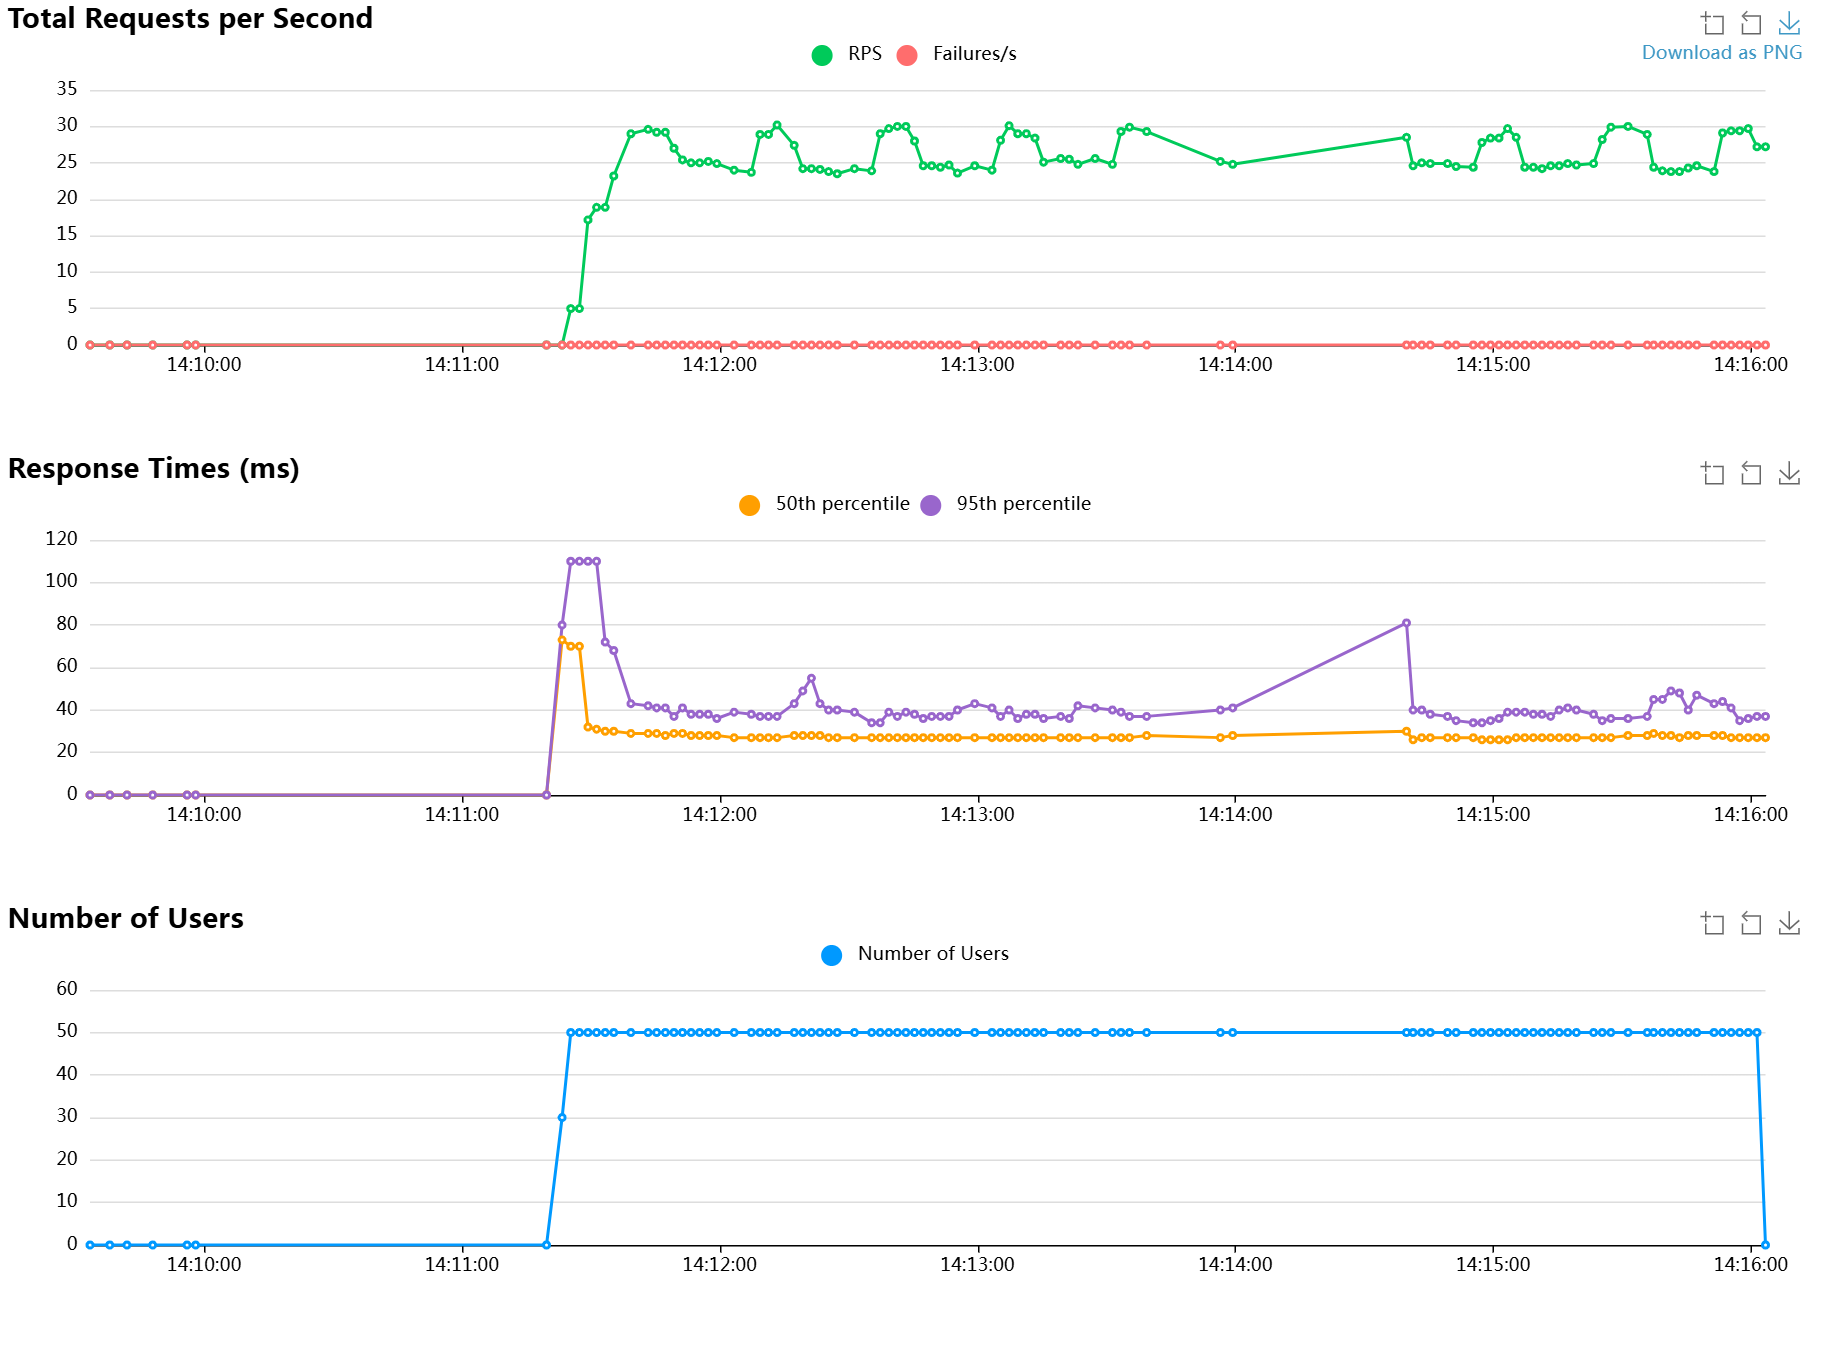 Total Requests per Second
Download as PNG
RPS Failures/s
35
30
25
20
15
10
5
0
14:10:00 14:11:00 14:12:00 14:13:00 14:14:00 14:15:00 14:16:00
Response Times (ms)
50th percentile 95th percentile
120
100
80
60
40
20
0
14:10:00 14:11:00 14:12:00 14:13:00 14:14:00 14:15:00 14:16:00
Number of Users
Number of Users
60
50
40
30
20
10
0
14:10:00 14:11:00 14:12:00 14:13:00 14:14:00 14:15:00 14:16:00